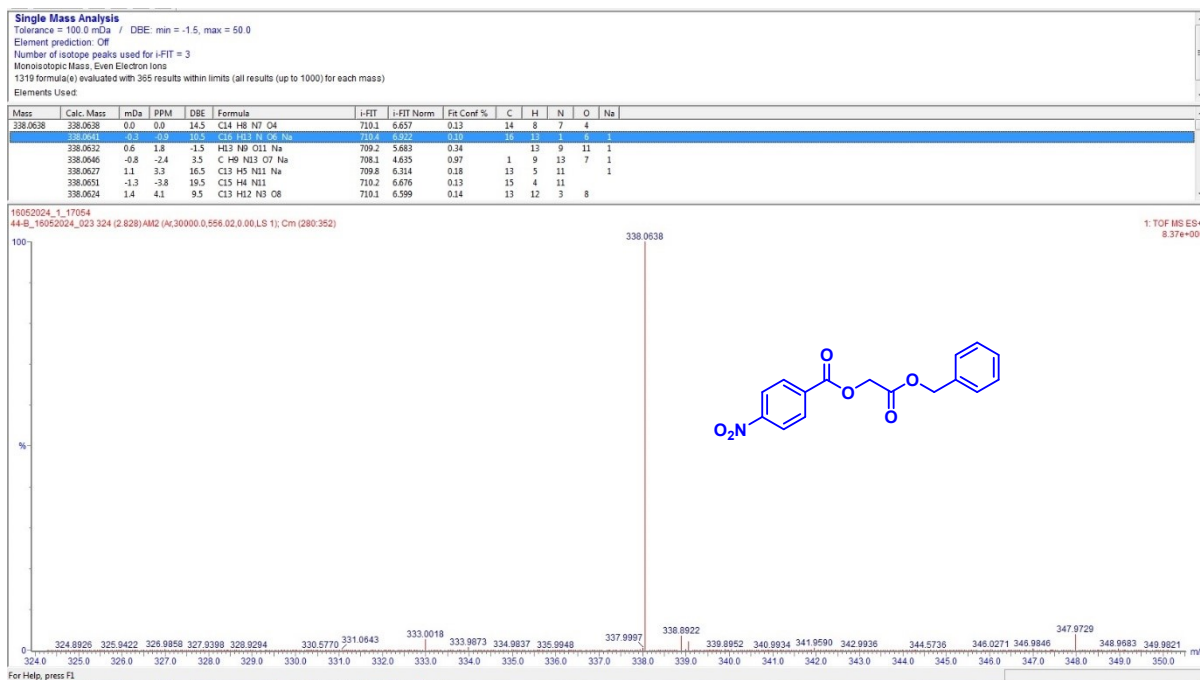 Single Mass Analysis
Tolerance = 100.0 mDa / DBE: min = -1.5, max = 50.0
Element prediction: Off
Number of isotope peaks used for i-FIT = 3
Monoisotopic Mass, Even Electron Ions
1319 formula(e) evaluated with 365 results within limits (all results (up to 1000) for each mass)
Elements Used:
Mass Calc. Mass mDa PPM DBE Formula i-FIT i-FIT Norm Fit Conf % C H N O Na
338.0638 338.0638 0.0 0.0 14.5 C14 H8 N7 O4 710.1 6.657 0.13 14 8 7 4
338.0641 -0.3 -0.9 10.5 C16 H13 N O6 Na 710.4 6.922 0.10 16 13 1 6 1
338.0632 0.6 1.8 -1.5 H13 N9 O11 Na 709.2 5.683 0.34 13 9 11 1
338.0646 -0.8 -2.4 3.5 C H9 N13 O7 Na 708.1 4.635 0.97 1 9 13 7 1
338.0627 1.1 3.3 16.5 C13 H5 N11 Na 709.8 6.314 0.18 13 5 11 1
338.0651 -1.3 -3.8 19.5 C15 H4 N11 710.2 6.676 0.13 15 4 11
338.0624 1.4 4.1 9.5 C13 H12 N3 O8 710.1 6.599 0.14 13 12 3 8
16052024_1_17054
44-B_16052024_023 324 (2.828) AM2 (Ar,30000.0,556.02,0.00,LS 1); Cm (280:352)
1: TOF MS ES+
8.37e+00
100
338.0638
%
O
O
O
O
O2N
0
324.8926 325.9422 326.9858 327.9398 328.9294 330.5770 331.0643 333.0018 333.9873 334.9837 335.9948 337.9997 338.8922 339.8952 340.9934 341.9590 342.9936 344.5736 346.0271 346.9846 347.9729 348.9683 349.9821
324.0 325.0 326.0 327.0 328.0 329.0 330.0 331.0 332.0 333.0 334.0 335.0 336.0 337.0 338.0 339.0 340.0 341.0 342.0 343.0 344.0 345.0 346.0 347.0 348.0 349.0 350.0
For Help, press F1